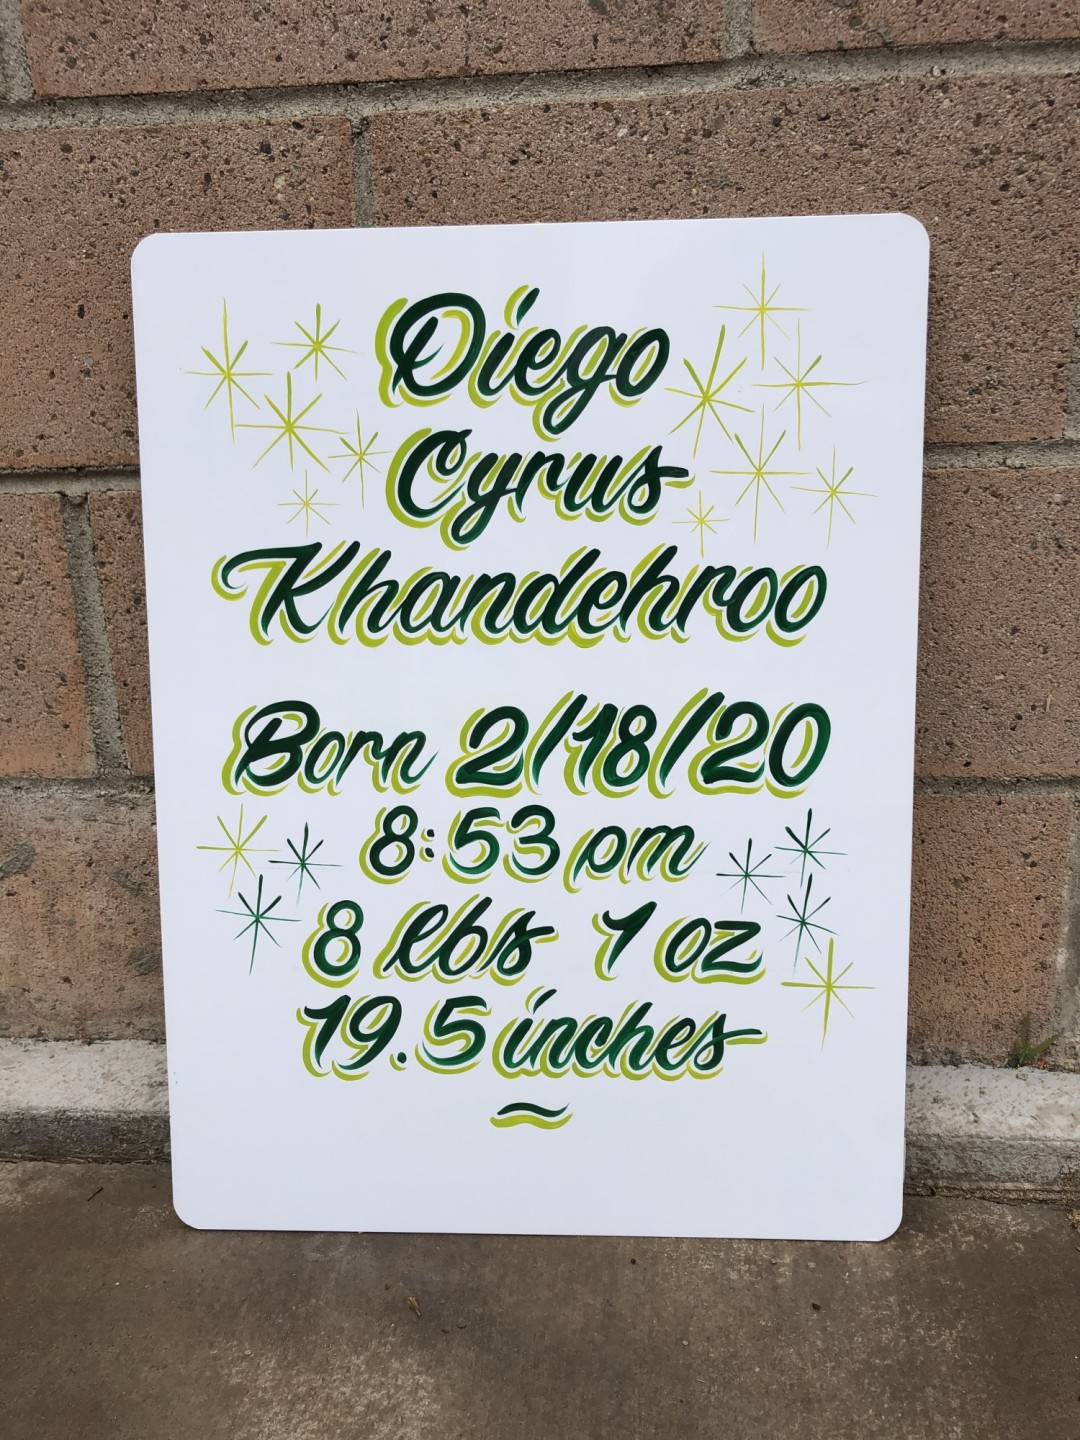 Diego
Cyrus
Khandehroo
Born 2/18/20
8:53 pm
8 lbs 1 oz
19.5 inches